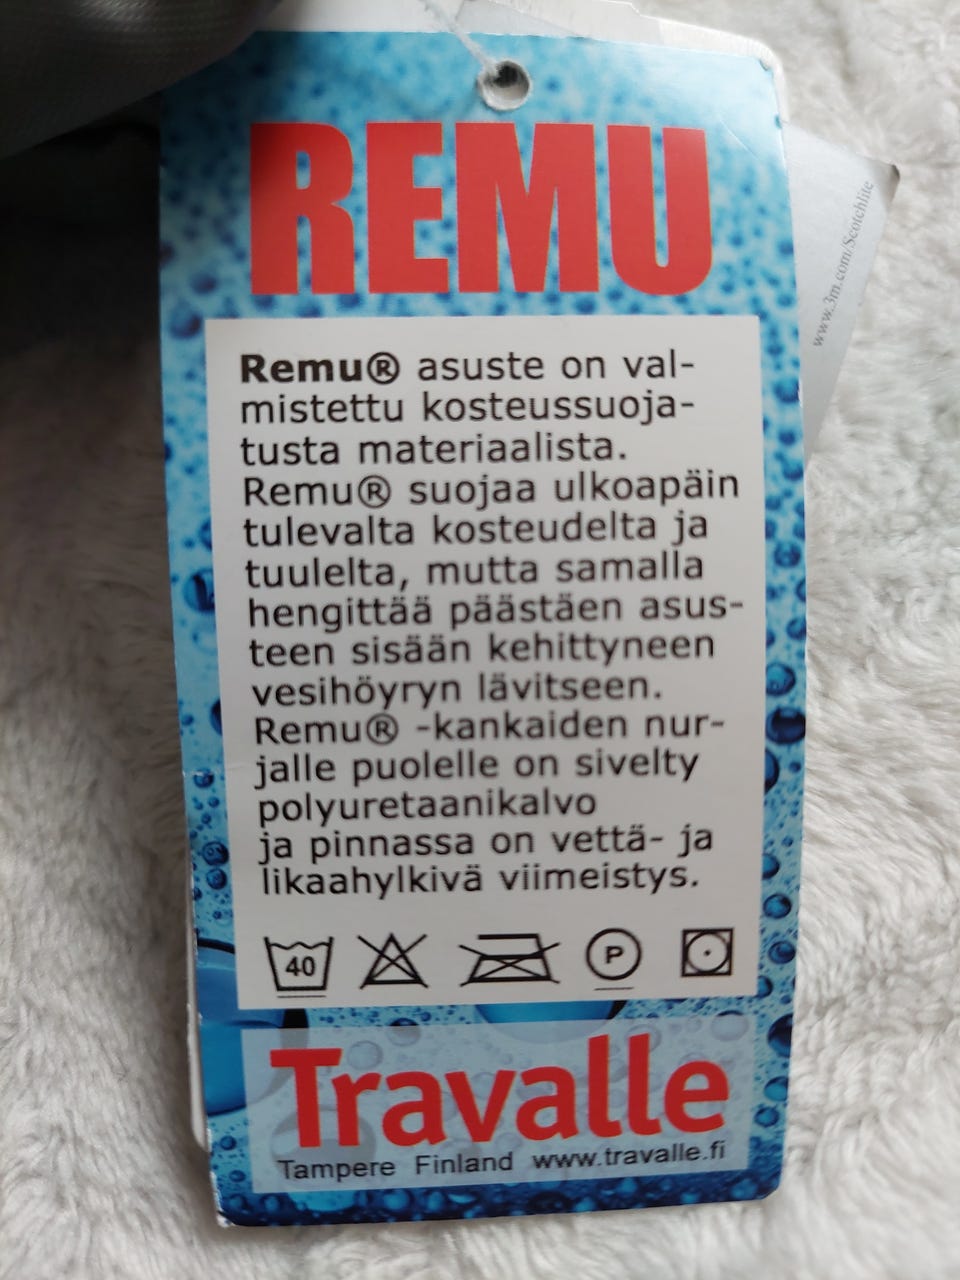 REMU
www.3m.com/Scotchlite
Remu® asuste on val-
mistettu kosteussuoja-
tusta materiaalista.
Remu® suojaa ulkoapäin
tulevalta kosteudelta ja
tuulelta, mutta samalla
hengittää päästäen asus-
teen sisään kehittyneen
vesihöyryn lävitseen.
Remu® -kankaiden nur-
jalle puolelle on sivelty
polyuretaanikalvo
ja pinnassa on vettä- ja
likaahylkivä viimeistys.
40 P
Travalle
Tampere Finland www.travalle.fi